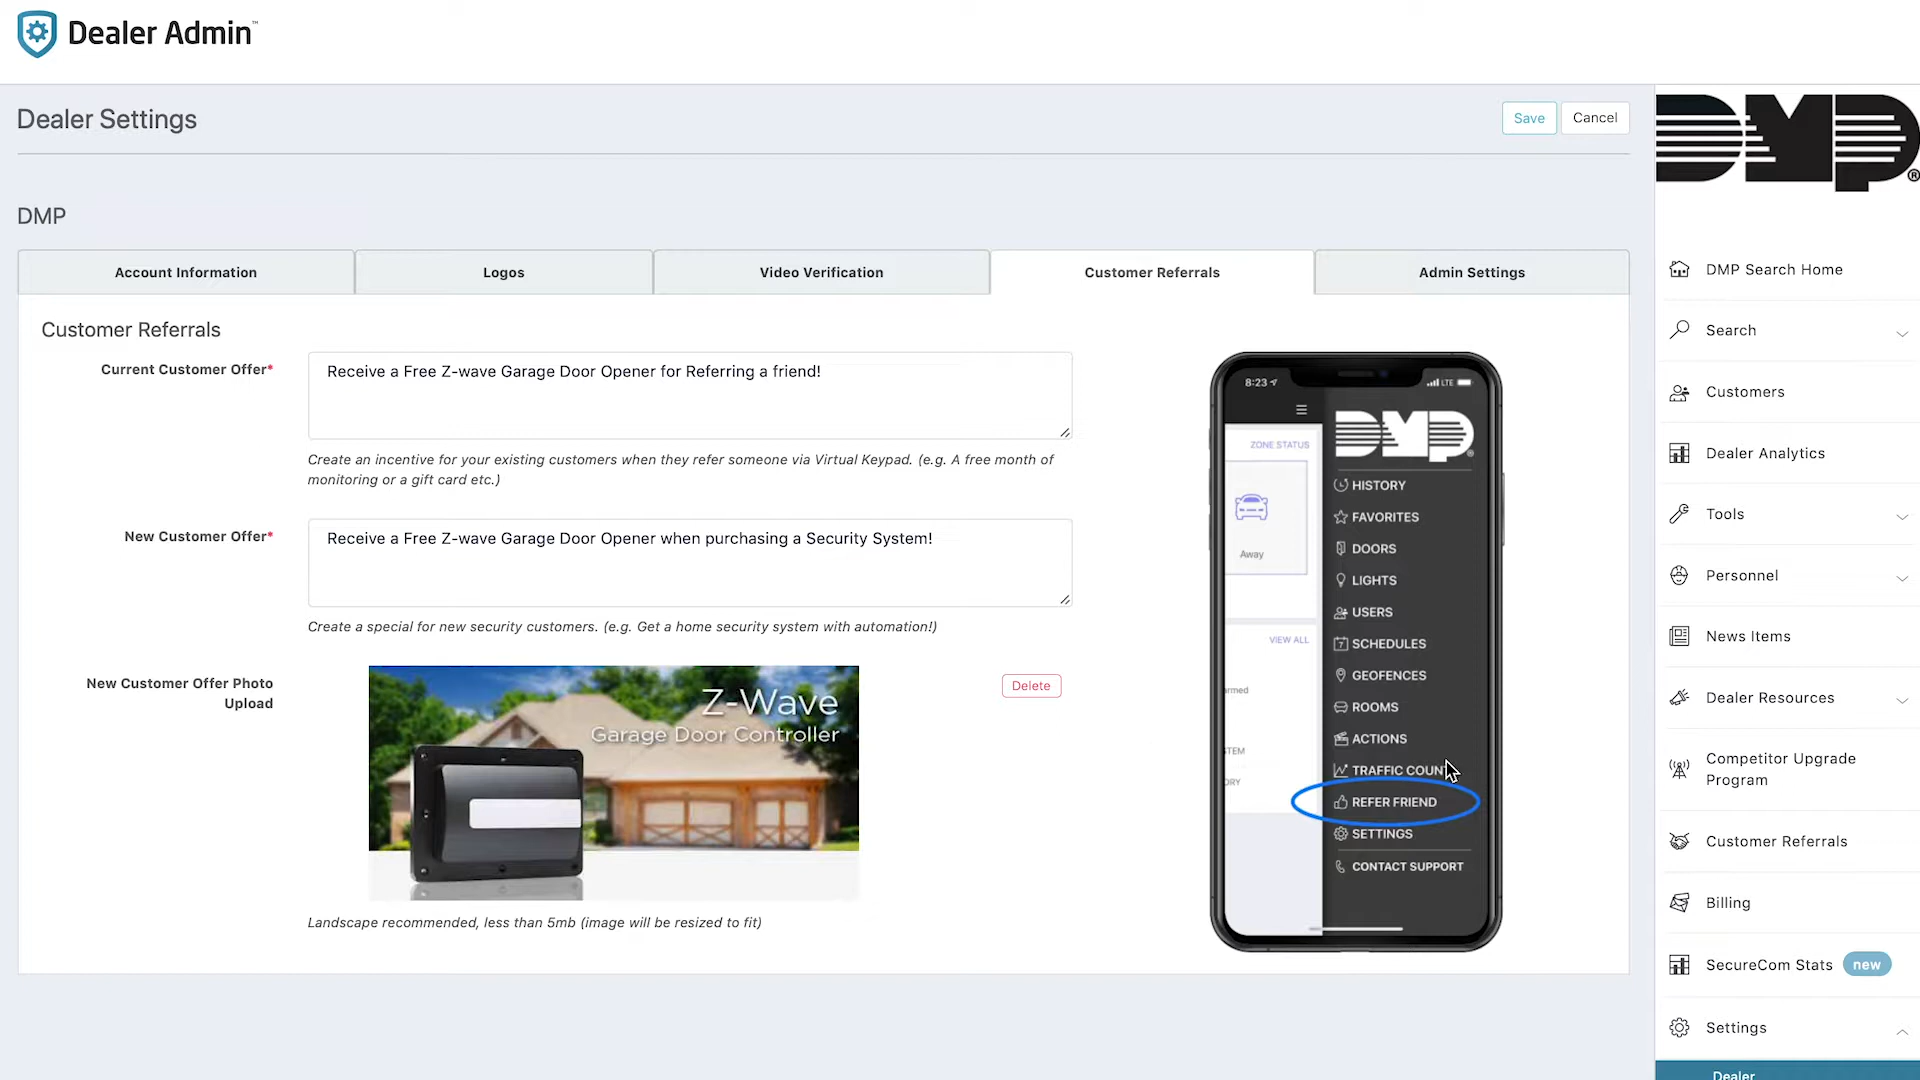 Dealer Admin™
Dealer Settings
Save
Cancel
DMP
Account Information
Logos
Video Verification
Customer Referrals
Admin Settings
Customer Referrals
Current Customer Offer*
Receive a Free Z-wave Garage Door Opener for Referring a friend!
Create an incentive for your existing customers when they refer someone via Virtual Keypad. (e.g. A free month of
monitoring or a gift card etc.)
New Customer Offer*
Receive a Free Z-wave Garage Door Opener when purchasing a Security System!
Create a special for new security customers. (e.g. Get a home security system with automation!)
New Customer Offer Photo
Upload
Z-Wave
Garage Door Controller
Delete
Landscape recommended, less than 5mb (image will be resized to fit)
8:23
LTE
DMP®
ZONE STATUS
Away
VIEW ALL
rmed
TEM
ORY
HISTORY
FAVORITES
DOORS
LIGHTS
USERS
7
SCHEDULES
GEOFENCES
ROOMS
ACTIONS
TRAFFIC COUNT
REFER FRIEND
SETTINGS
CONTACT SUPPORT
DMP®
DMP Search Home
Search
Customers
Dealer Analytics
Tools
Personnel
News Items
Dealer Resources
Competitor Upgrade
Program
Customer Referrals
Billing
SecureCom Stats new
Settings
Dealer